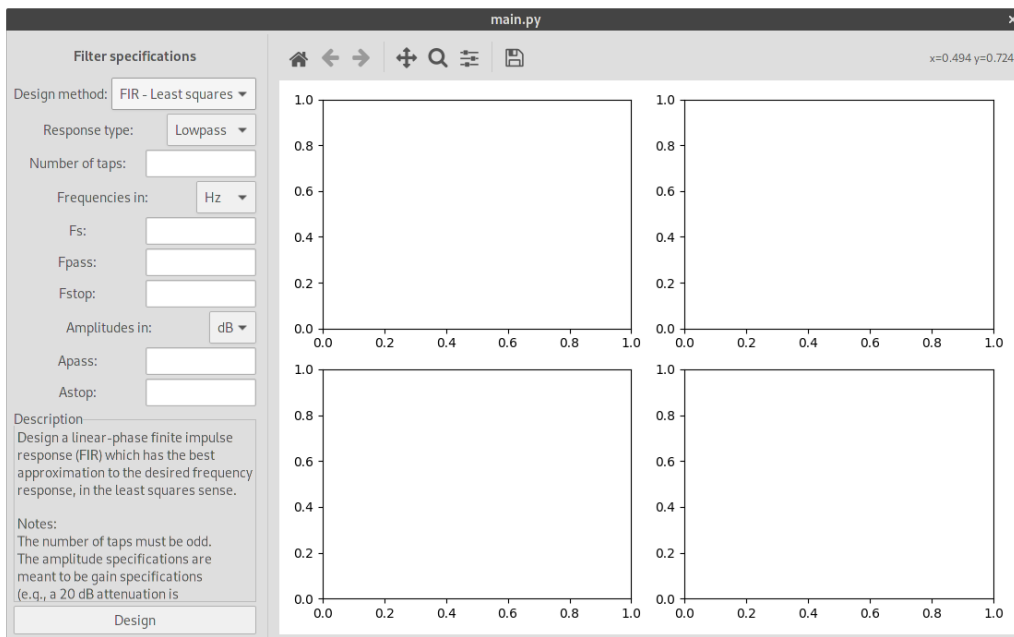 main.py
Filter specifications
Design method: FIR - Least squares
Response type: Lowpass
Number of taps:
Frequencies in: Hz
Fs:
Fpass:
Fstop:
Amplitudes in: dB
Apass:
Astop:
Description
Design a linear-phase finite impulse
response (FIR) which has the best
approximation to the desired frequency
response, in the least squares sense.
Notes:
The number of taps must be odd.
The amplitude specifications are
meant to be gain specifications
(e.g., a 20 dB attenuation is
Design
x=0.494 y=0.724
1.0
0.8
0.6
0.4
0.2
0.0
0.0 0.2 0.4 0.6 0.8 1.0
1.0
0.8
0.6
0.4
0.2
0.0
0.0 0.2 0.4 0.6 0.8 1.0
1.0
0.8
0.6
0.4
0.2
0.0
0.0 0.2 0.4 0.6 0.8 1.0
1.0
0.8
0.6
0.4
0.2
0.0
0.0 0.2 0.4 0.6 0.8 1.0